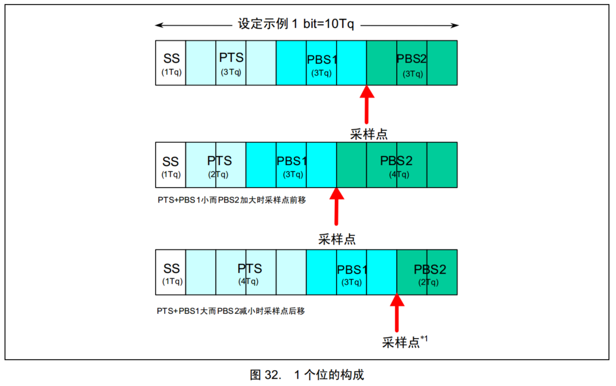 设定示例 1 bit=10Tq
SS PTS PBS1 PBS2
(1Tq) (3Tq) (3Tq) (3Tq)
采样点
SS PTS PBS1 PBS2
(1Tq) (2Tq) (3Tq) (4Tq)
PTS+PBS1小而PBS2加大时采样点前移
采样点
SS PTS PBS1 PBS2
(1Tq) (4Tq) (3Tq) (2Tq)
PTS+PBS1大而PBS2减小时采样点后移
采样点*1
图 32. 1 个位的构成